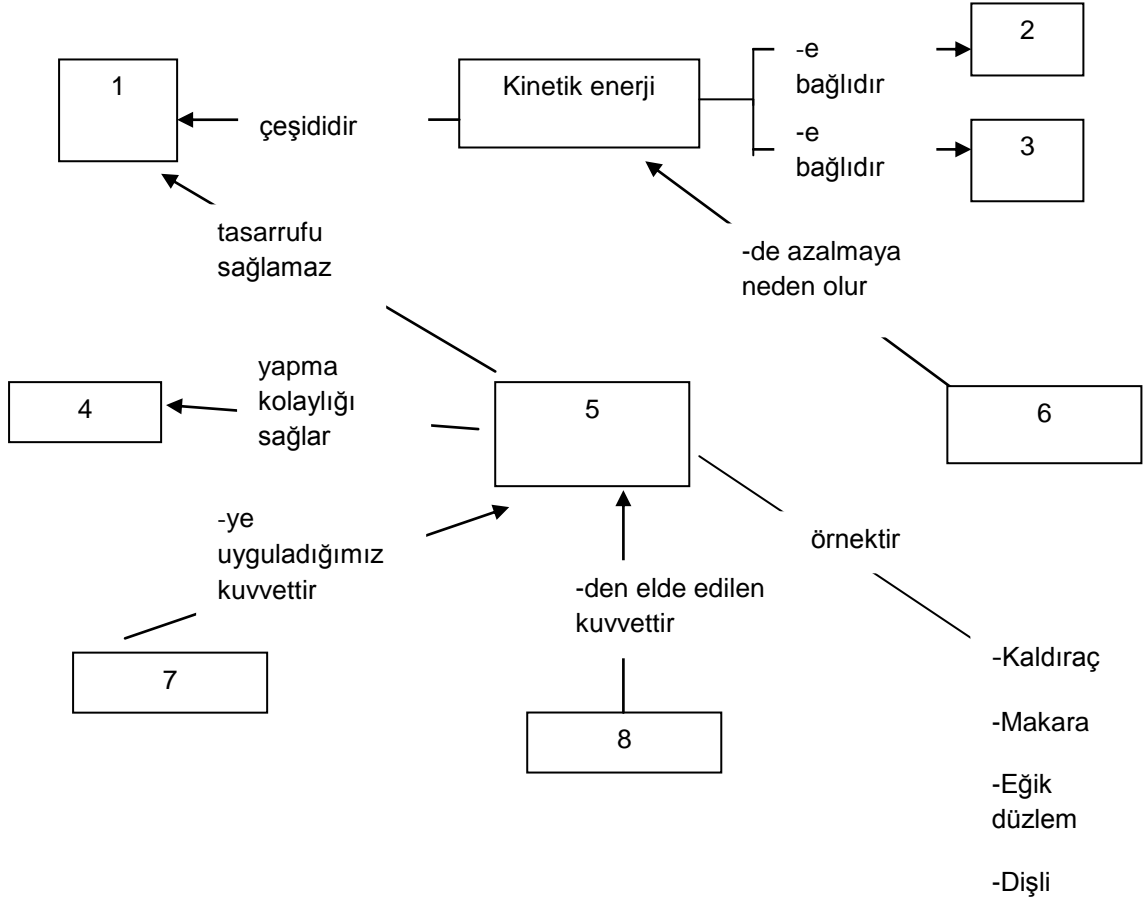 1
çeşididir
Kinetik enerji
-e
bağlıdır
2
-e
bağlıdır
3
tasarrufu
sağlamaz
-de azalmaya
neden olur
4
yapma
kolaylığı
sağlar
5
6
-ye
uyguladığımız
kuvvettir
-den elde edilen
kuvvettir
örnektir
7
8
-Kaldıraç
-Makara
-Eğik
düzlem
-Dişli